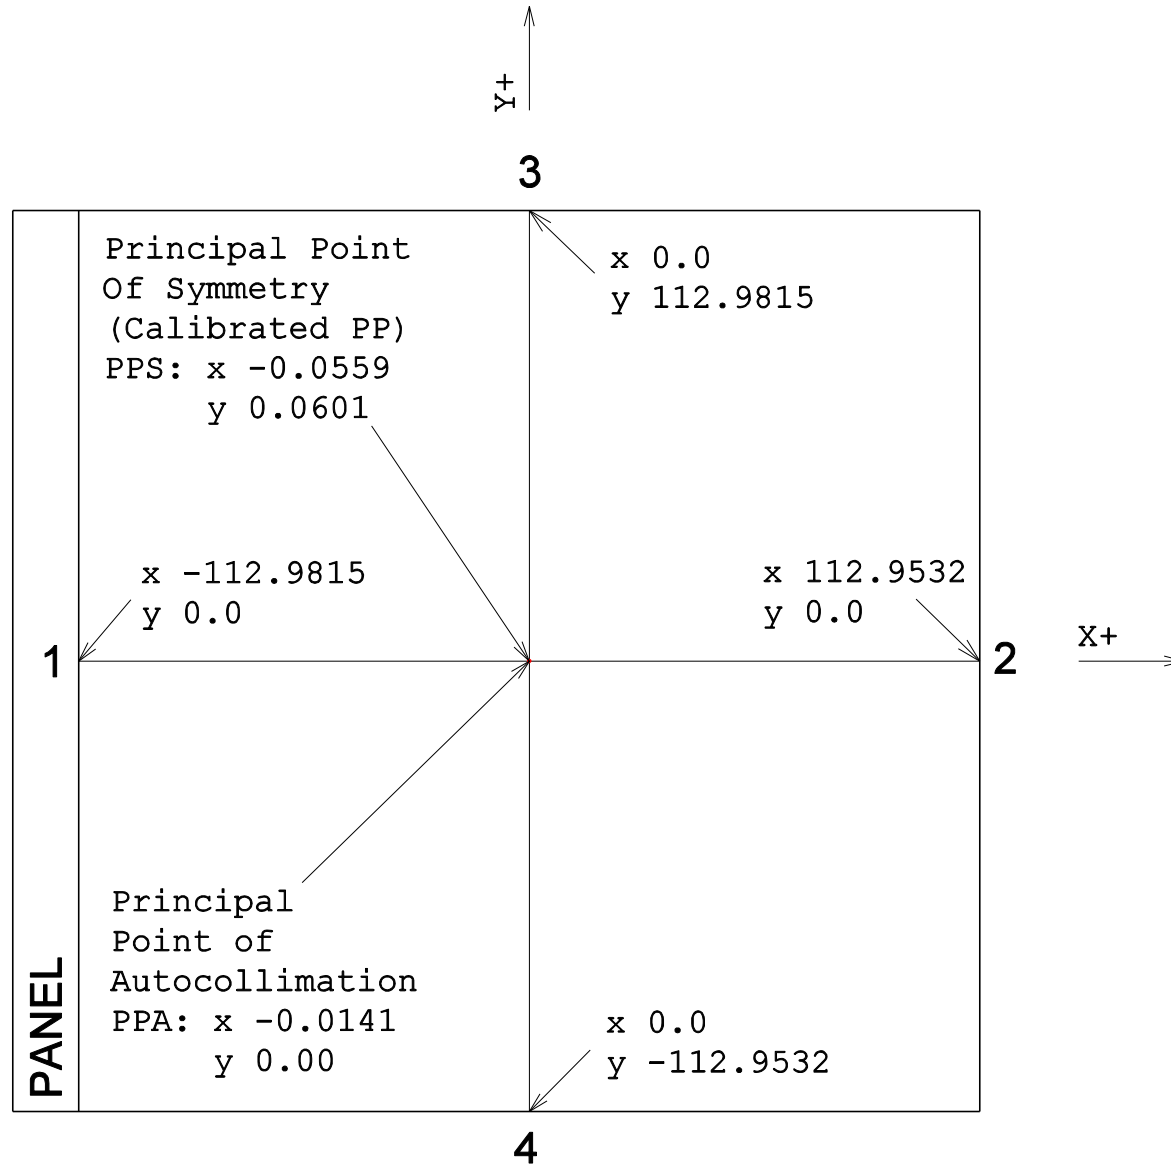 Y+
3
Principal Point
Of Symmetry
(Calibrated PP)
PPS: x -0.0559
y 0.0601
x 0.0
y 112.9815
x -112.9815
y 0.0
x 112.9532
y 0.0
X+
1
2
Principal
Point of
Autocollimation
PPA: x -0.0141
y 0.00
x 0.0
y -112.9532
PANEL
4